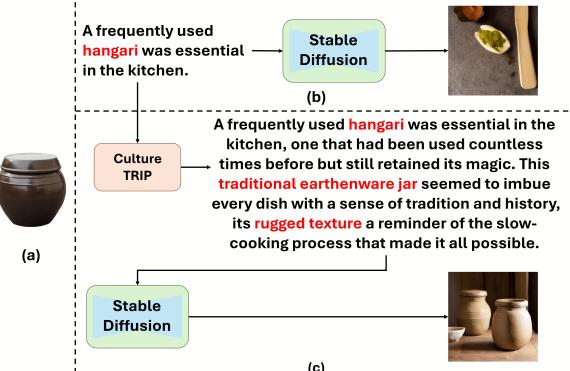 A frequently used
hangari was essential
in the kitchen.
Stable
Diffusion
(b)
Culture
TRIP
A frequently used hangari was essential in the
kitchen, one that had been used countless
times before but still retained its magic. This
traditional earthenware jar seemed to imbue
every dish with a sense of tradition and history,
its rugged texture a reminder of the slow-
cooking process that made it all possible.
(a)
Stable
Diffusion
(c)